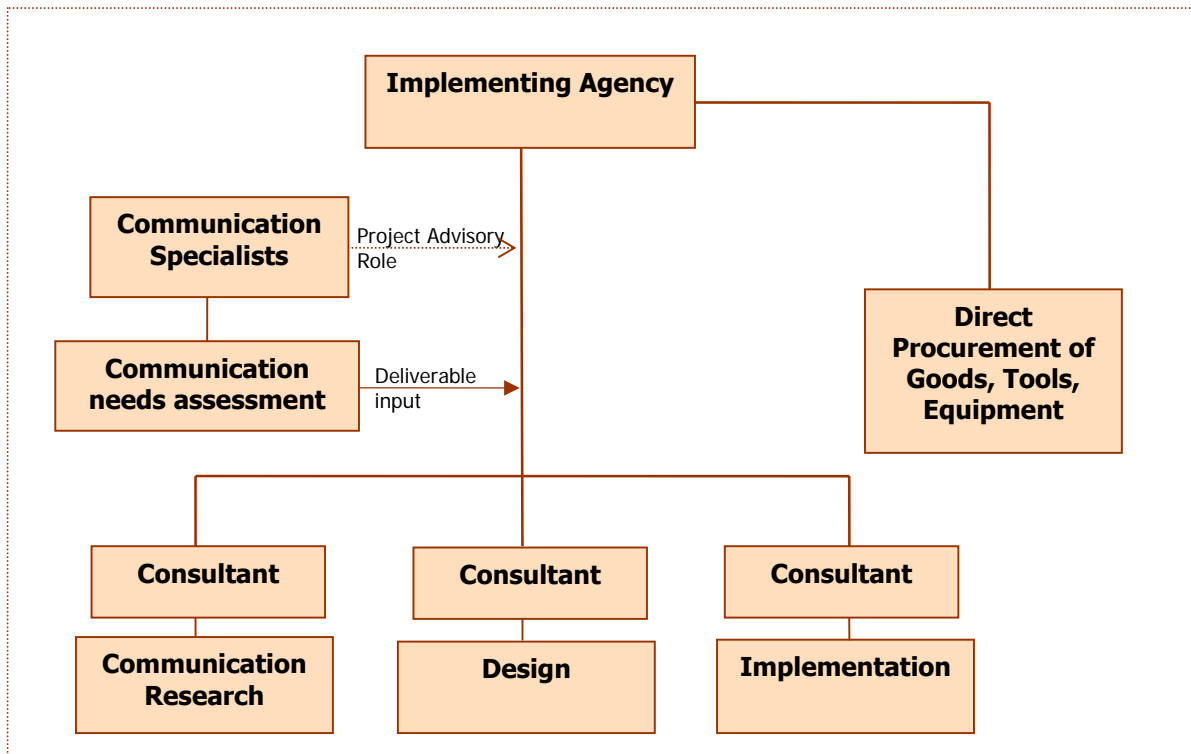 Implementing Agency
Communication
Specialists
Project Advisory
Role
Direct
Procurement of
Goods, Tools,
Equipment
Communication
needs assessment
Deliverable
input
Consultant
Consultant
Consultant
Communication
Research
Design
Implementation